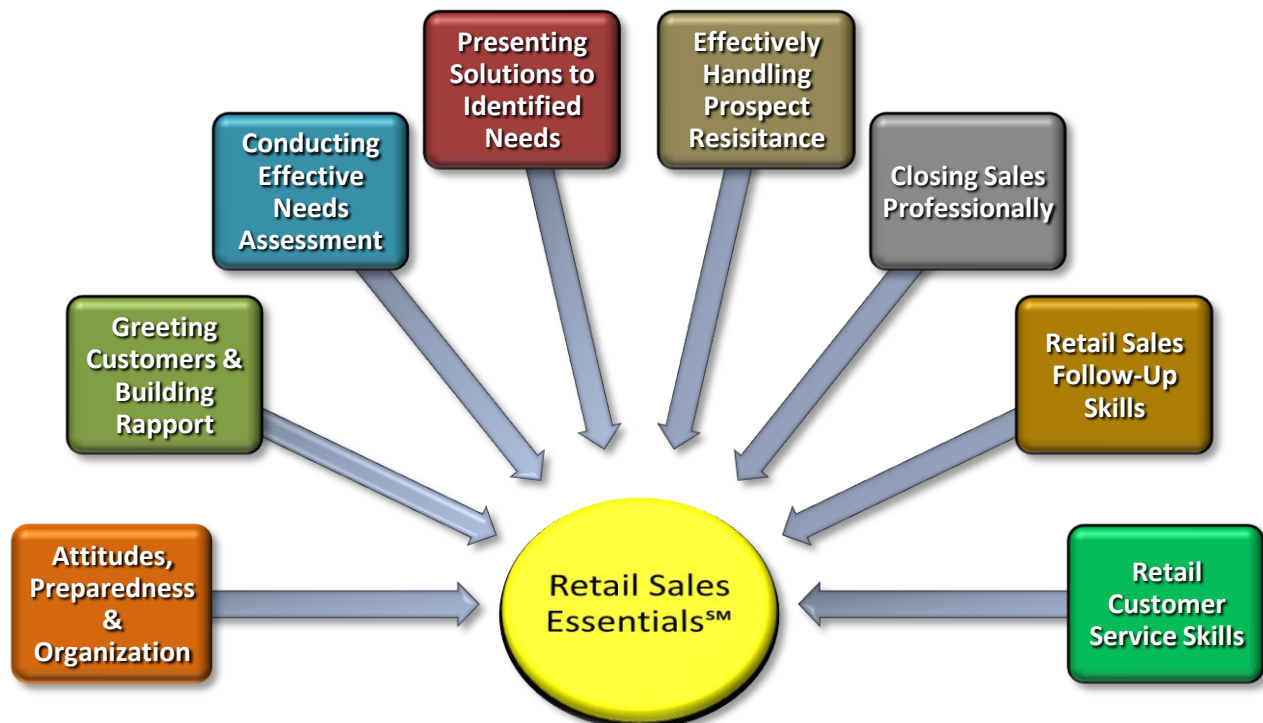 Attitudes,
Preparedness
&
Organization
Greeting
Customers &
Building
Rapport
Conducting
Effective
Needs
Assessment
Presenting
Solutions to
Identified
Needs
Effectively
Handling
Prospect
Resisitance
Closing Sales
Professionally
Retail Sales
Follow-Up
Skills
Retail
Customer
Service Skills
Retail Sales
Essentials℠